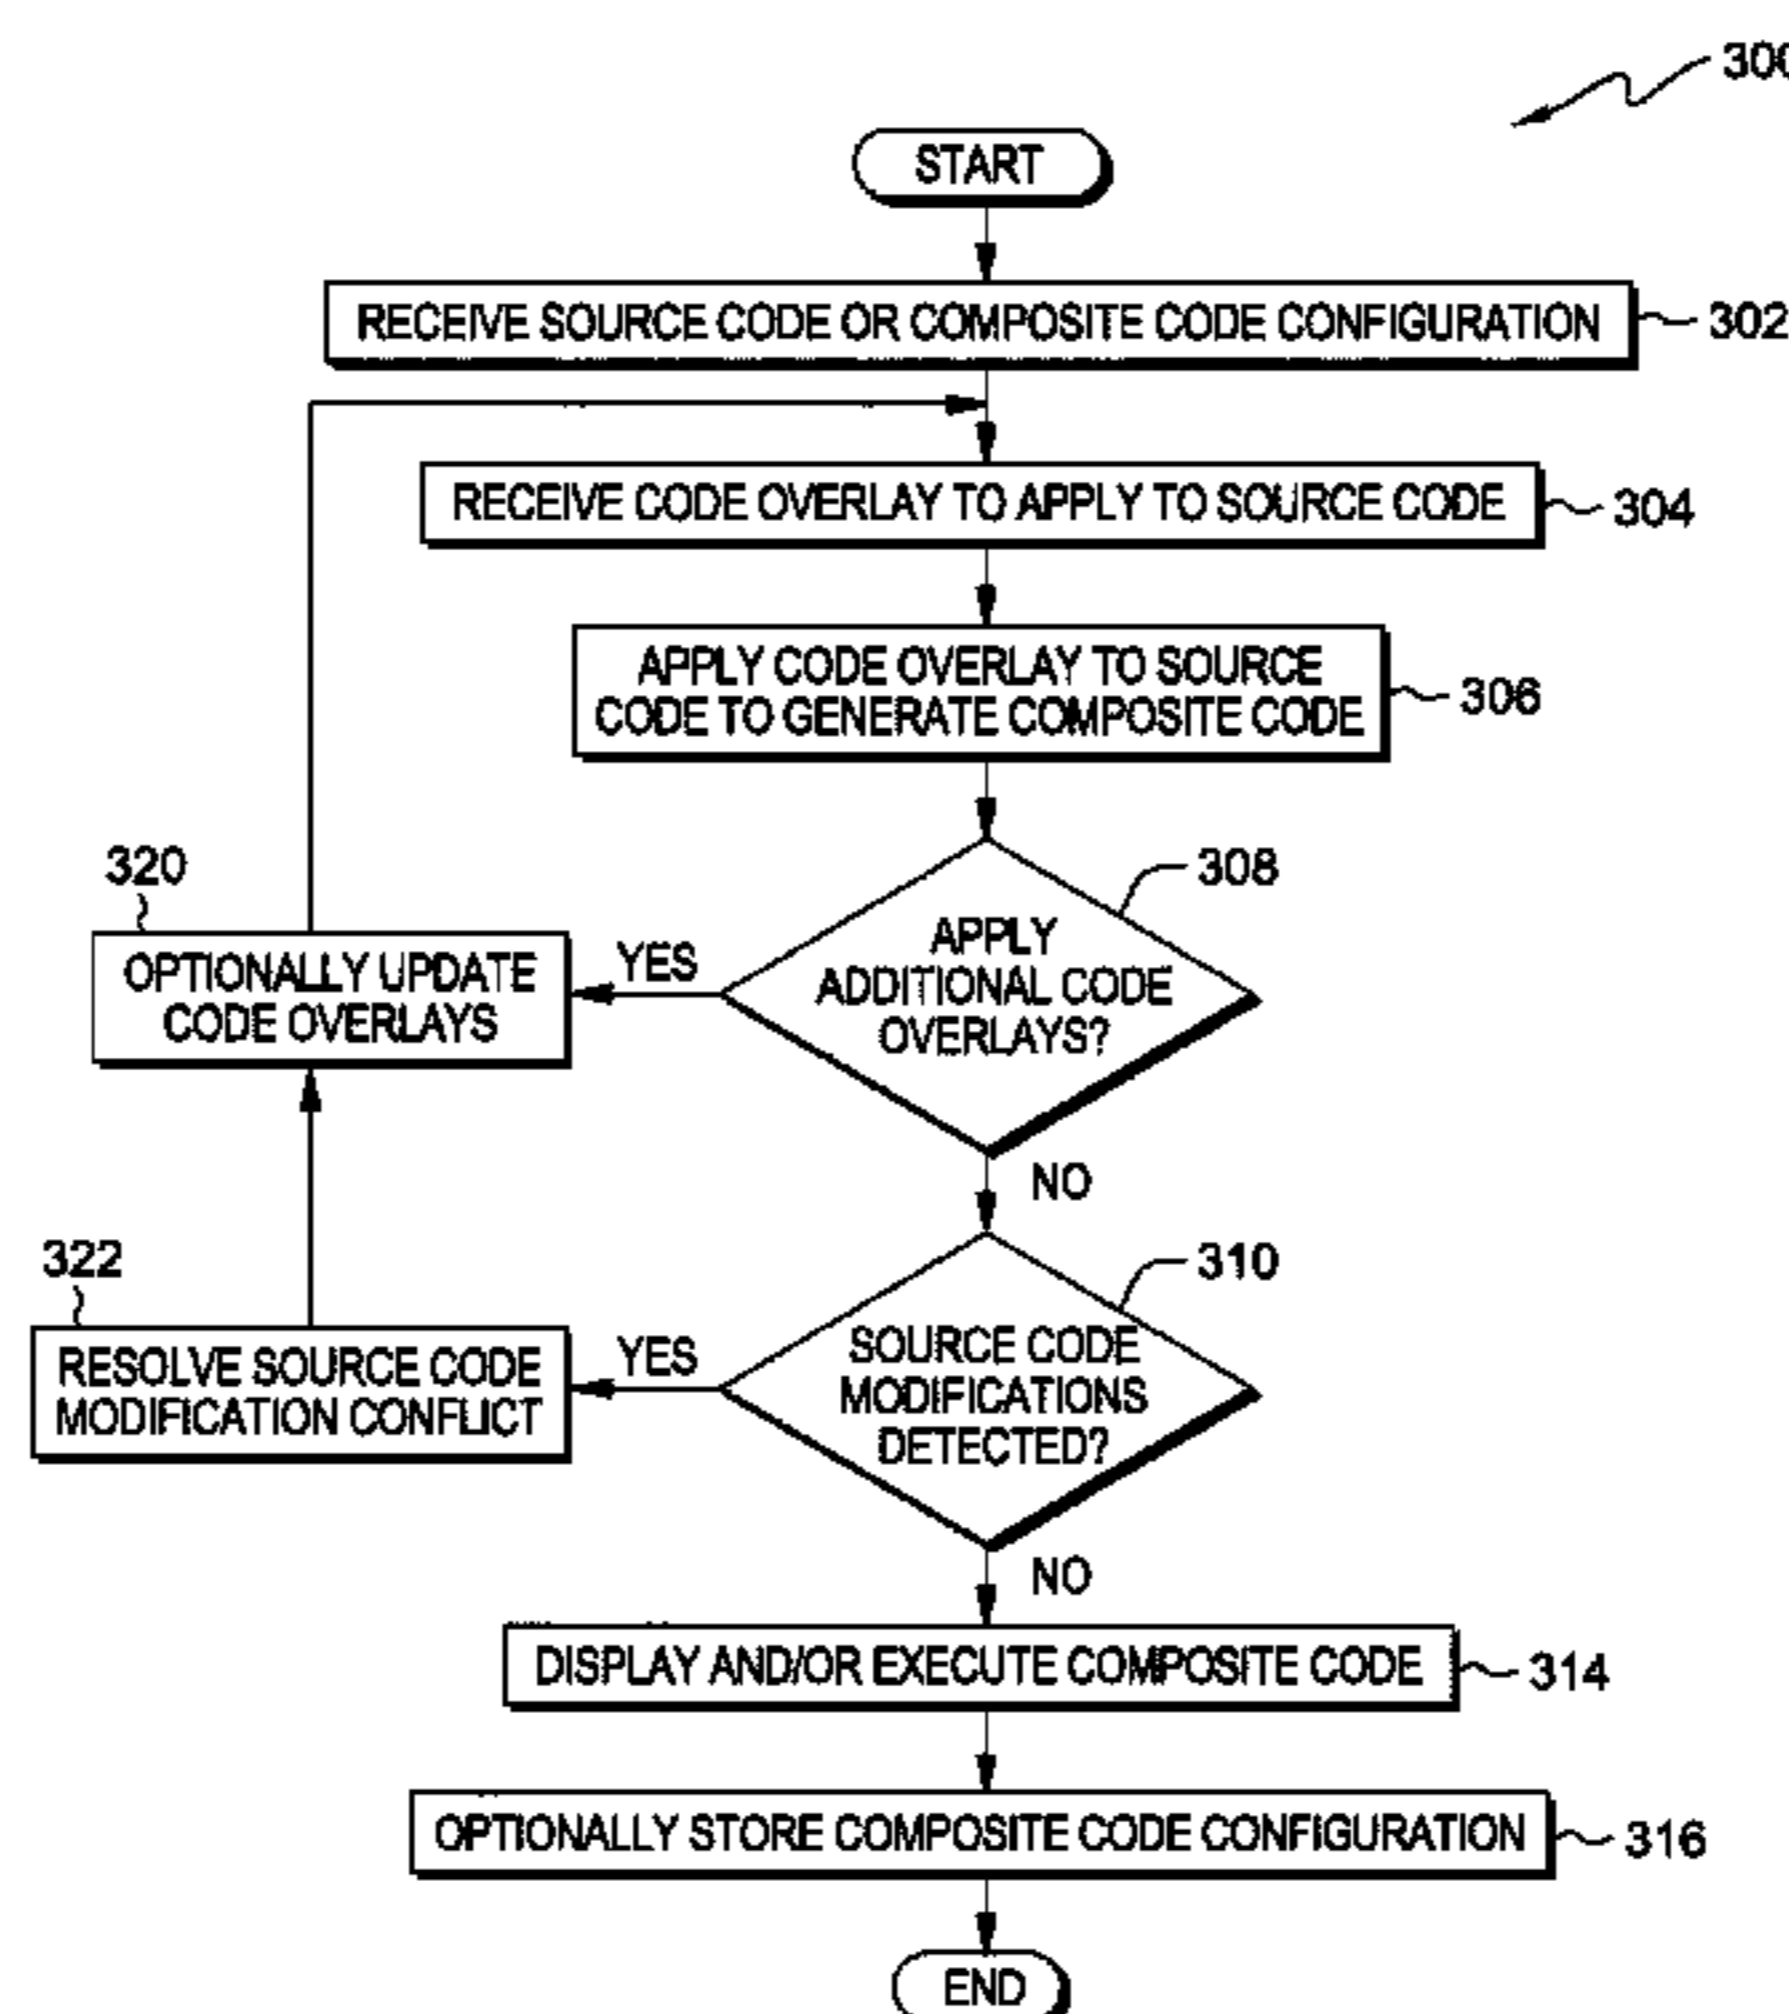 300
START
RECEIVE SOURCE CODE OR COMPOSITE CODE CONFIGURATION
302
RECEIVE CODE OVERLAY TO APPLY TO SOURCE CODE
304
APPLY CODE OVERLAY TO SOURCE
CODE TO GENERATE COMPOSITE CODE
306
308
APPLY
ADDITIONAL CODE
OVERLAYS?
YES
320
OPTIONALLY UPDATE
CODE OVERLAYS
NO
310
SOURCE CODE
MODIFICATIONS
DETECTED?
YES
322
RESOLVE SOURCE CODE
MODIFICATION CONFLICT
NO
DISPLAY AND/OR EXECUTE COMPOSITE CODE
314
OPTIONALLY STORE COMPOSITE CODE CONFIGURATION
316
END